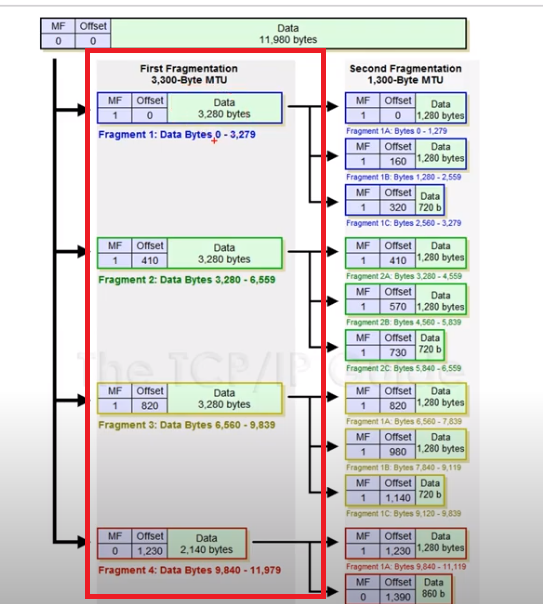 MF Offset Data
0 0 11,980 bytes
First Fragmentation Second Fragmentation
3,300-Byte MTU 1,300-Byte MTU
MF Offset Data
1 0 3,280 bytes
Fragment 1: Data Bytes 0 - 3,279
MF Offset Data
1 0 1,280 bytes
Fragment 1A: Bytes 0 - 1,279
MF Offset Data
1 160 1,280 bytes
Fragment 1B: Bytes 1,280 - 2,559
MF Offset Data
1 320 720 b
Fragment 1C: Bytes 2,560 - 3,279
MF Offset Data
1 410 3,280 bytes
Fragment 2: Data Bytes 3,280 - 6,559
MF Offset Data
1 410 1,280 bytes
Fragment 2A: Bytes 3,280 - 4,559
MF Offset Data
1 570 1,280 bytes
Fragment 2B: Bytes 4,560 - 5,839
MF Offset Data
1 730 720 b
Fragment 2C: Bytes 5,840 - 6,559
The TCP/IP Guide
MF Offset Data
1 820 3,280 bytes
Fragment 3: Data Bytes 6,560 - 9,839
MF Offset Data
1 820 1,280 bytes
Fragment 1A: Bytes 6,560 - 7,839
MF Offset Data
1 980 1,280 bytes
Fragment 1B: Bytes 7,840 - 9,119
MF Offset Data
1 1,140 720 b
Fragment 1C: Bytes 9,120 - 9,839
MF Offset Data
0 1,230 2,140 bytes
Fragment 4: Data Bytes 9,840 - 11,979
MF Offset Data
1 1,230 1,280 bytes
Fragment 1A: Bytes 9,840 - 11,119
MF Offset Data
0 1,390 860 b